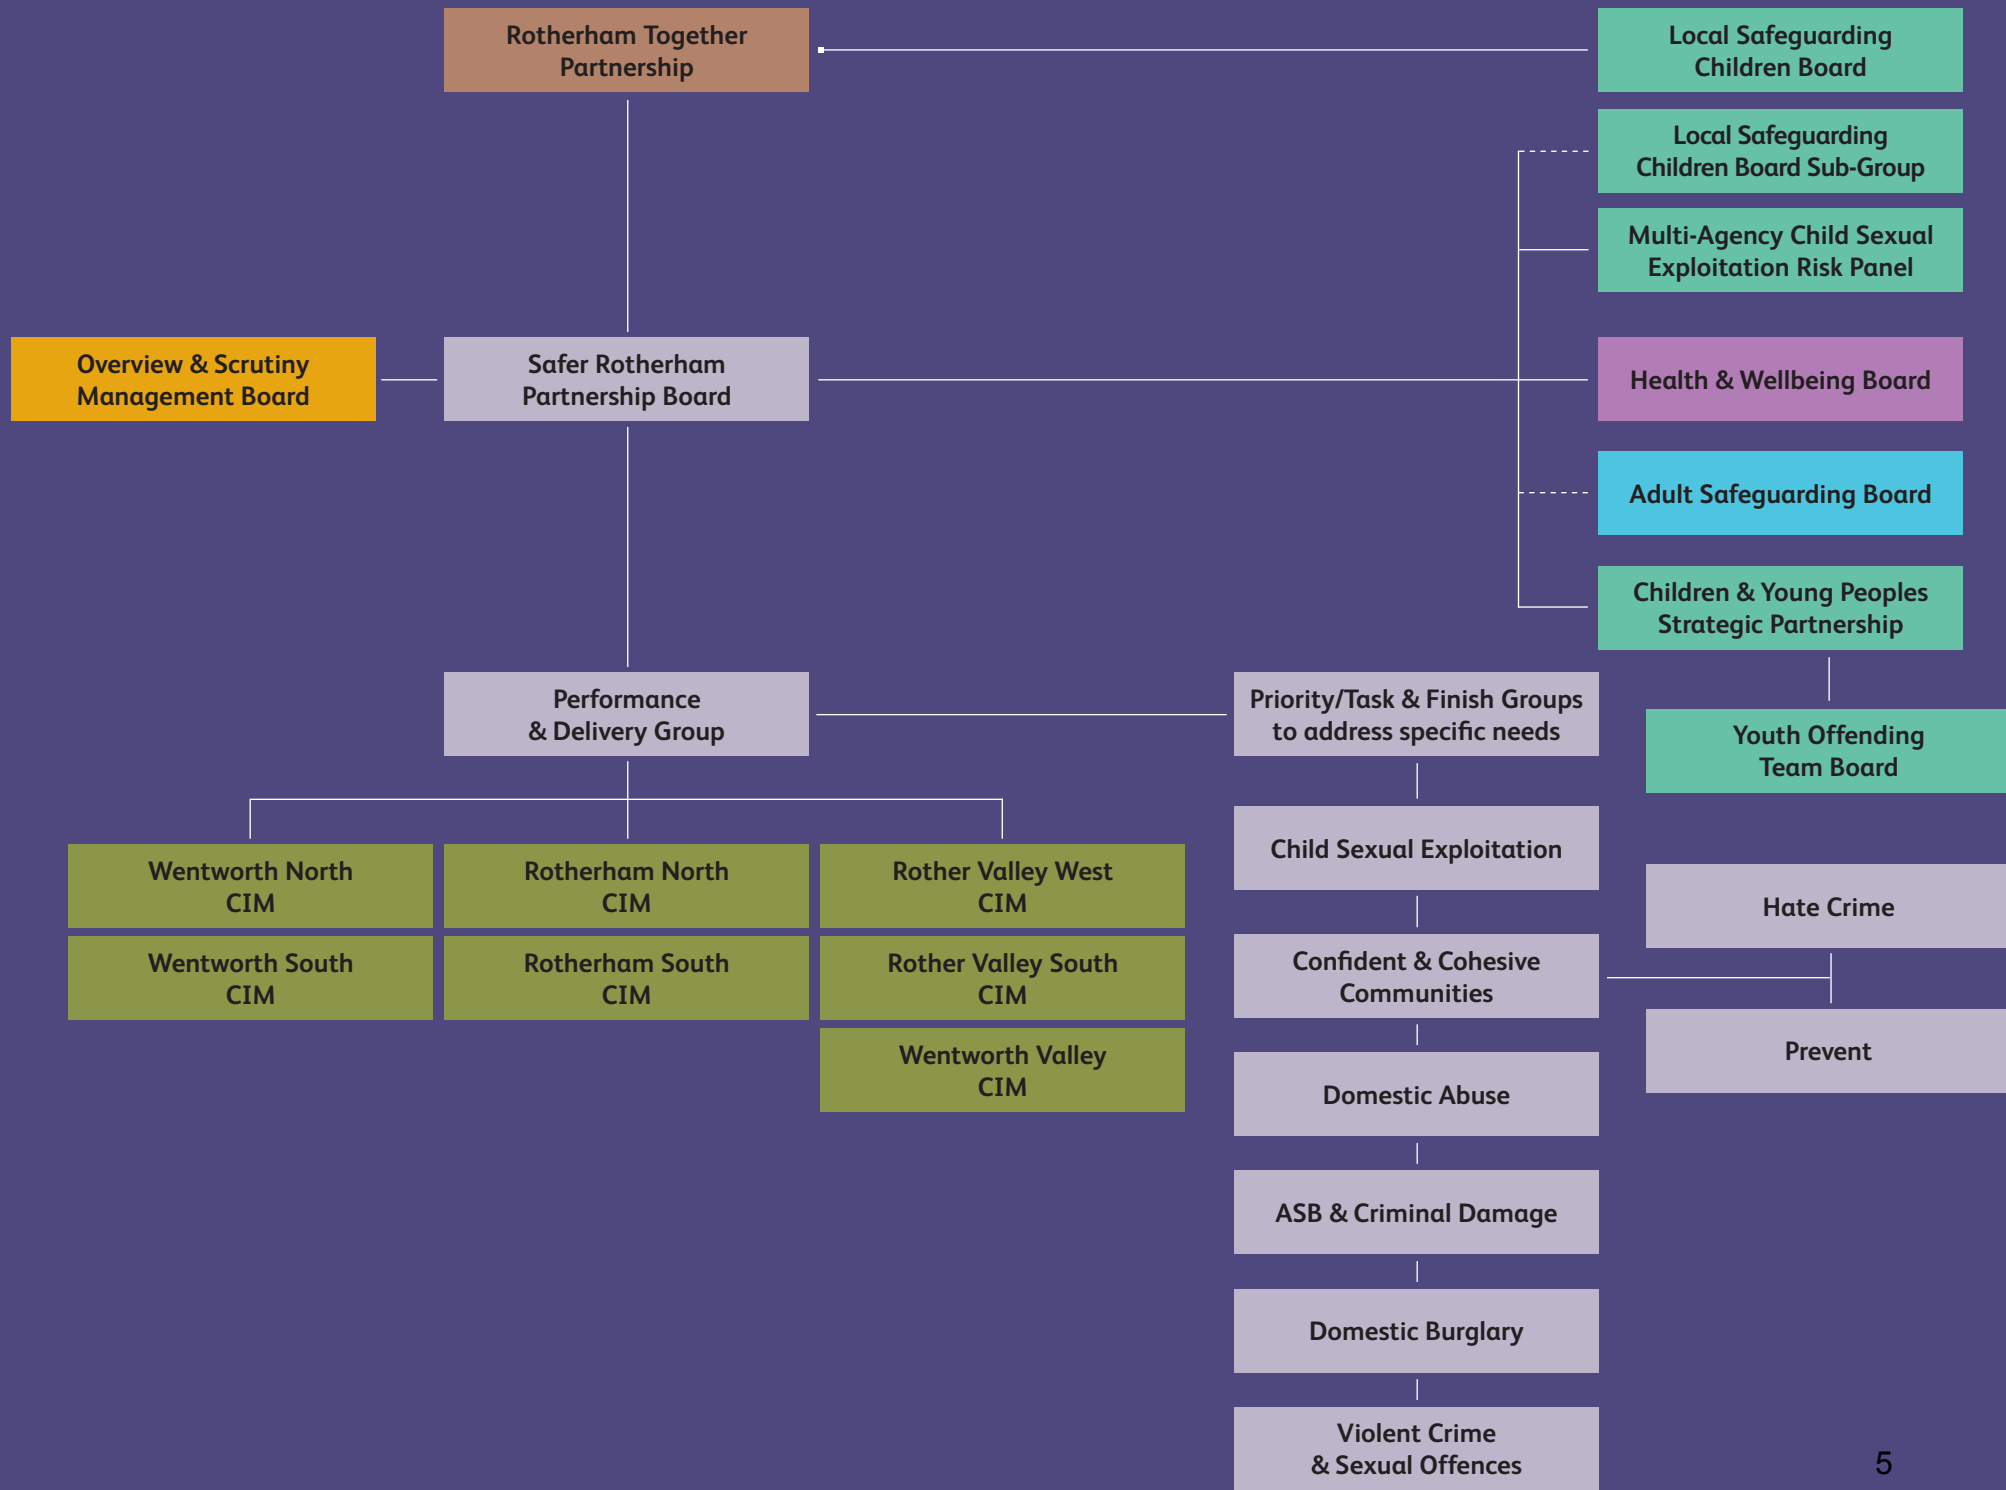 Rotherham Together
Partnership
Local Safeguarding
Children Board
Local Safeguarding
Children Board Sub-Group
Multi-Agency Child Sexual
Exploitation Risk Panel
Overview & Scrutiny
Management Board
Safer Rotherham
Partnership Board
Health & Wellbeing Board
Adult Safeguarding Board
Children & Young Peoples
Strategic Partnership
Performance
& Delivery Group
Priority/Task & Finish Groups
to address specific needs
Youth Offending
Team Board
Child Sexual Exploitation
Wentworth North
CIM
Rotherham North
CIM
Rother Valley West
CIM
Hate Crime
Wentworth South
CIM
Rotherham South
CIM
Rother Valley South
CIM
Confident & Cohesive
Communities
Wentworth Valley
CIM
Prevent
Domestic Abuse
ASB & Criminal Damage
Domestic Burglary
Violent Crime
& Sexual Offences
5